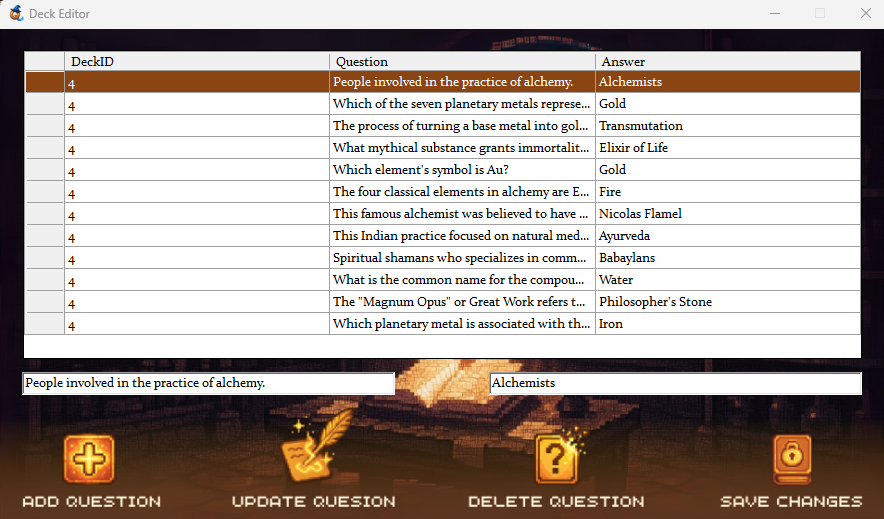 Deck Editor
DeckID Question Answer
4 People involved in the practice of alchemy. Alchemists
4 Which of the seven planetary metals represe... Gold
4 The process of turning a base metal into gol... Transmutation
4 What mythical substance grants immortalit... Elixir of Life
4 Which element's symbol is Au? Gold
4 The four classical elements in alchemy are E... Fire
4 This famous alchemist was believed to have ... Nicolas Flamel
4 This Indian practice focused on natural med... Ayurveda
4 Spiritual shamans who specializes in comm... Babaylans
4 What is the common name for the compou... Water
4 The "Magnum Opus" or Great Work refers t... Philosopher's Stone
4 Which planetary metal is associated with th... Iron
People involved in the practice of alchemy. Alchemists
ADD QUESTION UPDATE QUESION DELETE QUESTION SAVE CHANGES